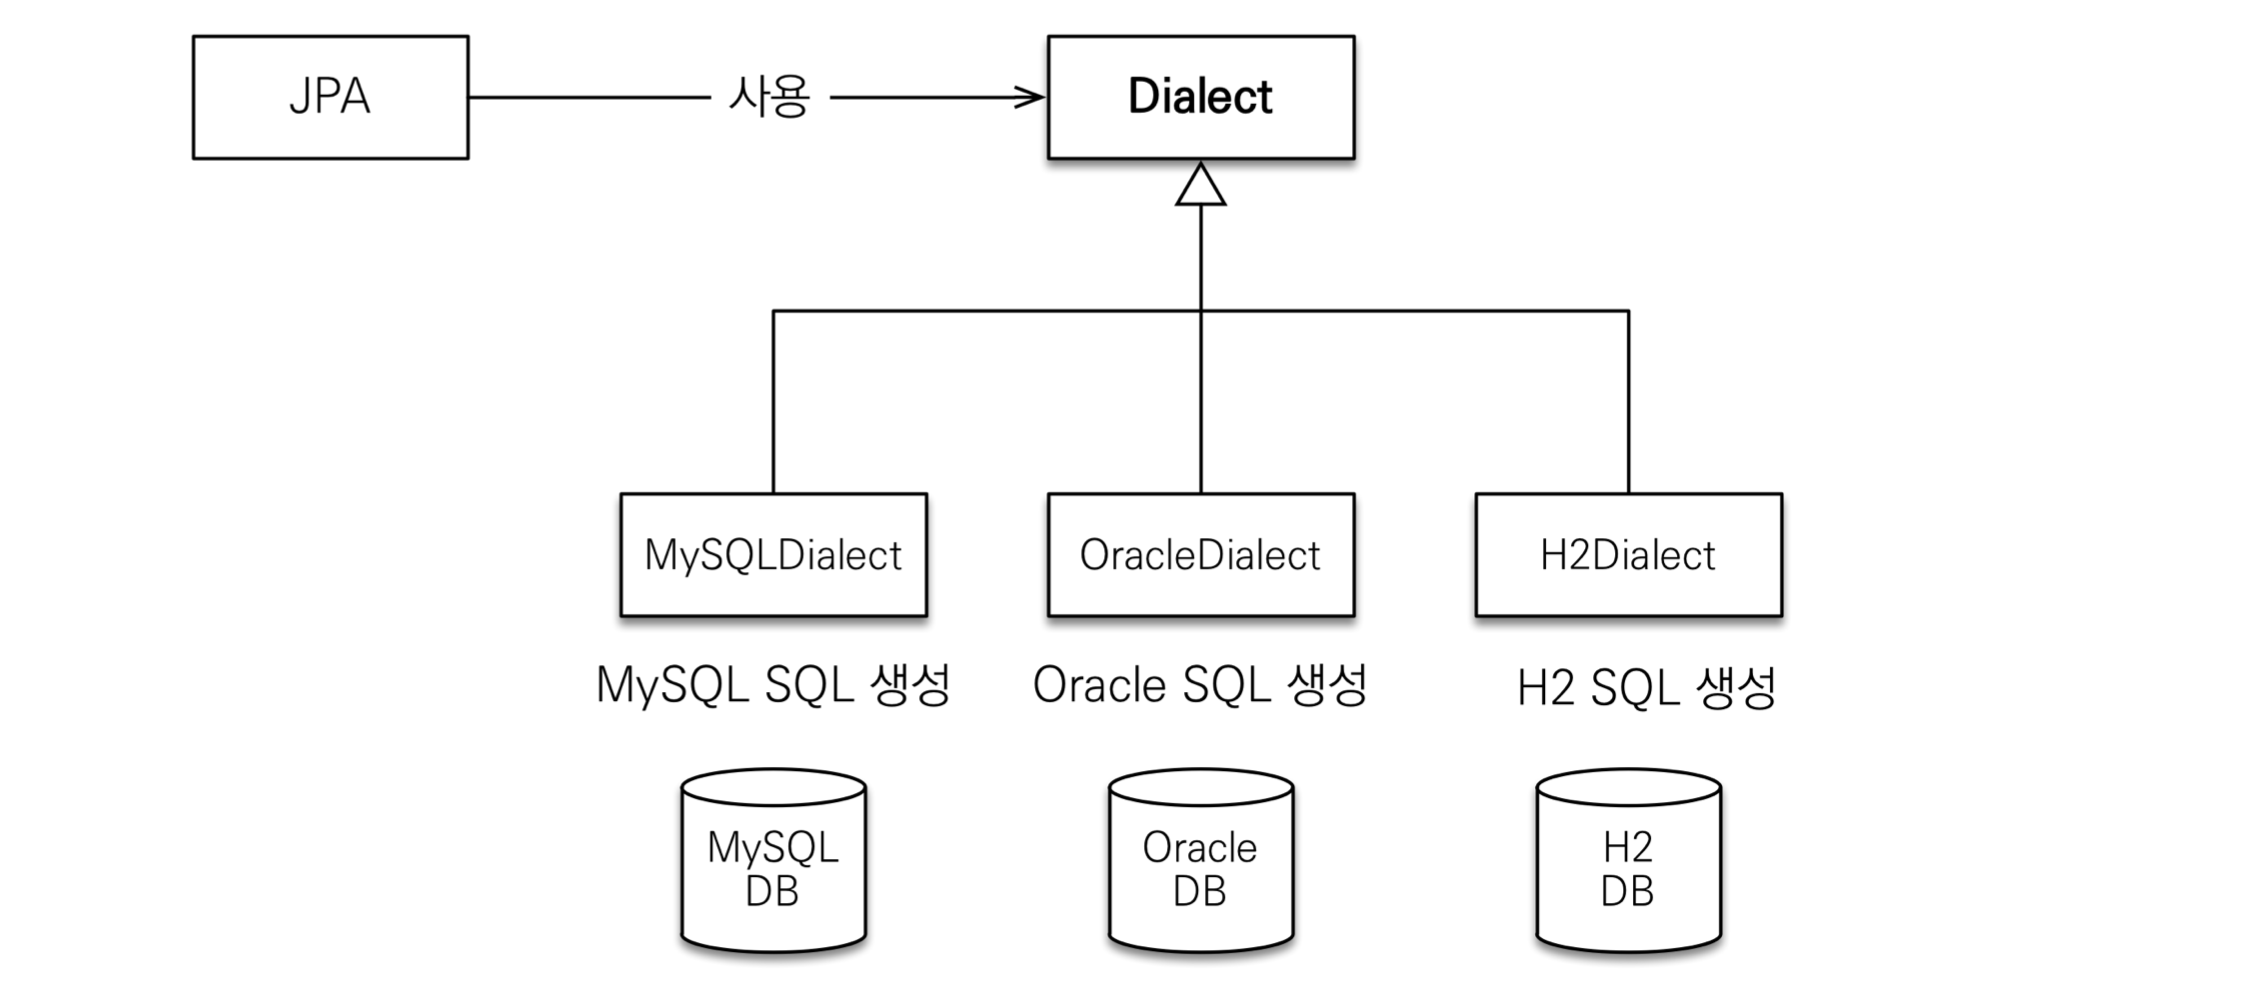 JPA
사용
Dialect
MySQLDialect
OracleDialect
H2Dialect
MySQL SQL 생성
Oracle SQL 생성
H2 SQL 생성
MySQL
DB
Oracle
DB
H2
DB